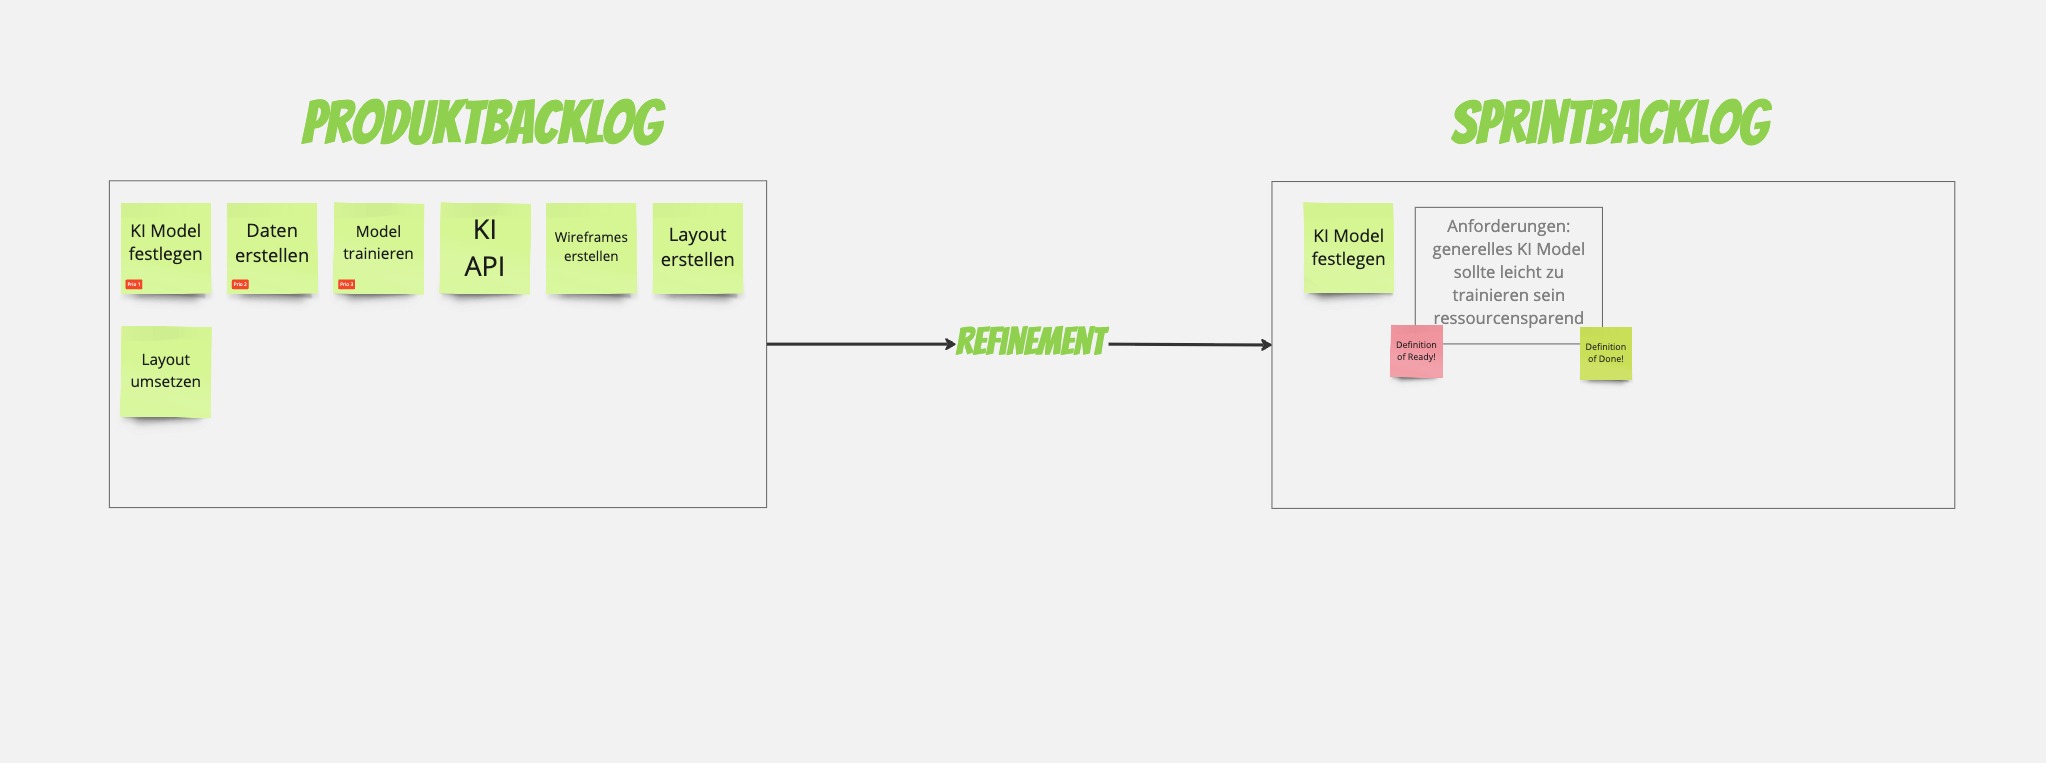 PRODUKTBACKLOG
SPRINTBACKLOG
KI Model
festlegen
Prio 1
Daten
erstellen
Prio 2
Model
trainieren
Prio 3
KI
API
Wireframes
erstellen
Layout
erstellen
Layout
umsetzen
REFINEMENT
KI Model
festlegen
Anforderungen:
generelles KI Model
sollte leicht zu
trainieren sein
ressourcensparend
Definition
of Ready!
Definition
of Done!